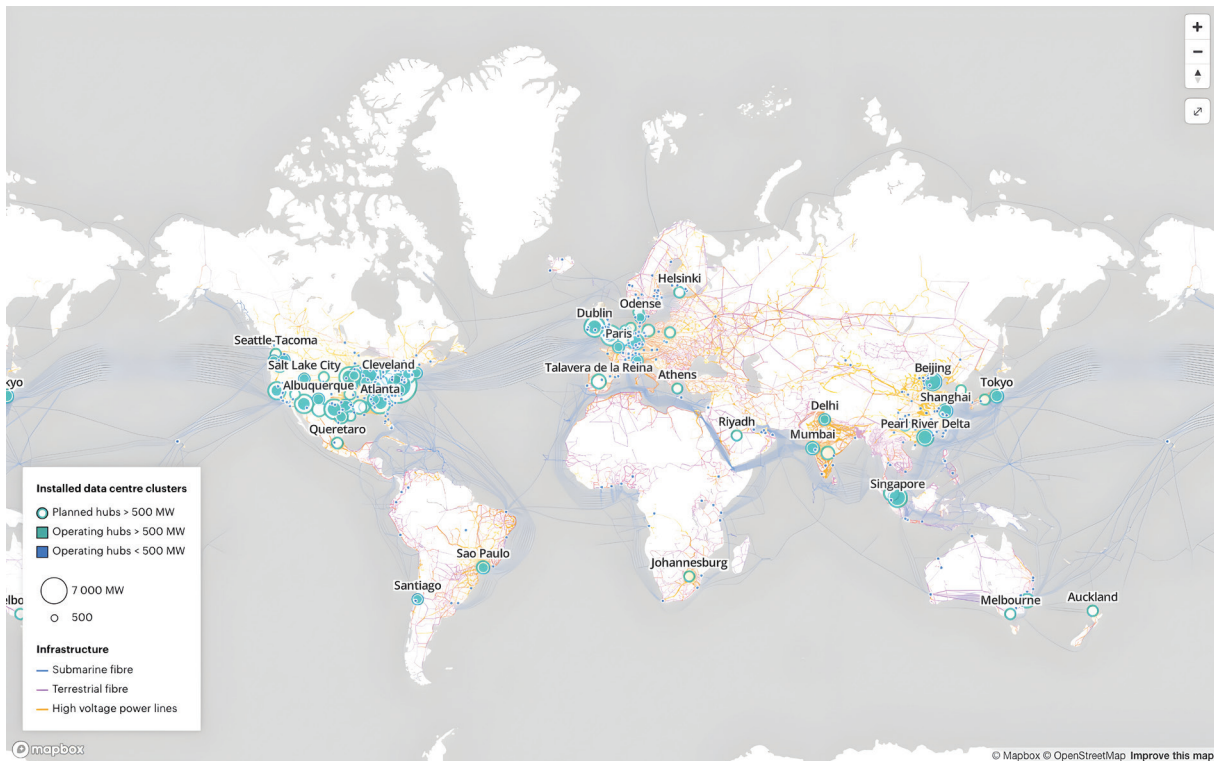 +
−
Helsinki
Odense
Dublin
Paris
Seattle-Tacoma
Salt Lake City
Cleveland
Talavera de la Reina
Athens
Beijing
kyo
Albuquerque
Atlanta
Tokyo
Shanghai
Delhi
Riyadh
Mumbai
Pearl River Delta
Queretaro
Singapore
Installed data centre clusters
Planned hubs > 500 MW
Operating hubs > 500 MW
Operating hubs < 500 MW
7 000 MW
500
Sao Paulo
Johannesburg
Santiago
elbo
Melbourne
Auckland
Infrastructure
Submarine fibre
Terrestrial fibre
High voltage power lines
mapbox
© Mapbox © OpenStreetMap Improve this map